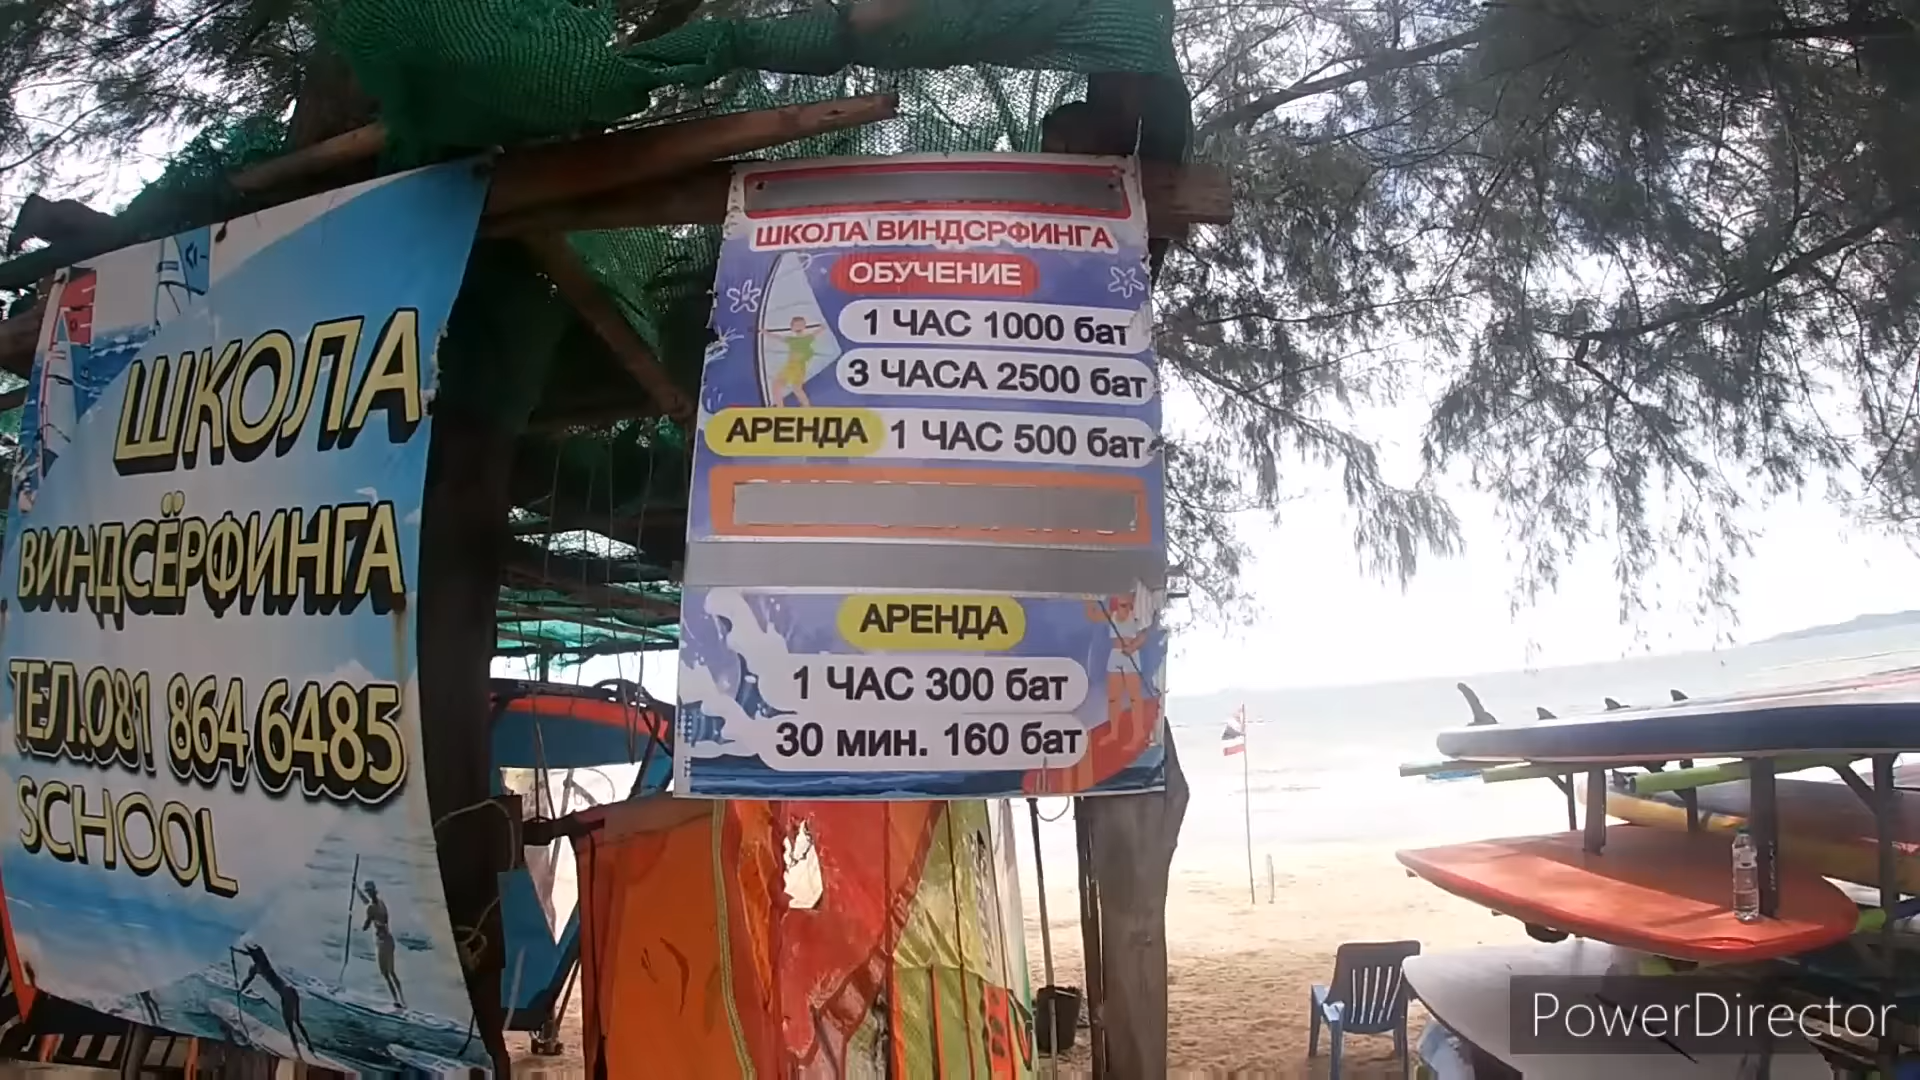 ШКОЛА
ВИНДСЁРФИНГА
ТЕЛ.081 864 6485
SCHOOL
ШКОЛА ВИНДСРФИНГА
ОБУЧЕНИЕ
1 ЧАС 1000 бат
3 ЧАСА 2500 бат
АРЕНДА 1 ЧАС 500 бат
АРЕНДА
1 ЧАС 300 бат
30 мин. 160 бат
PowerDirector